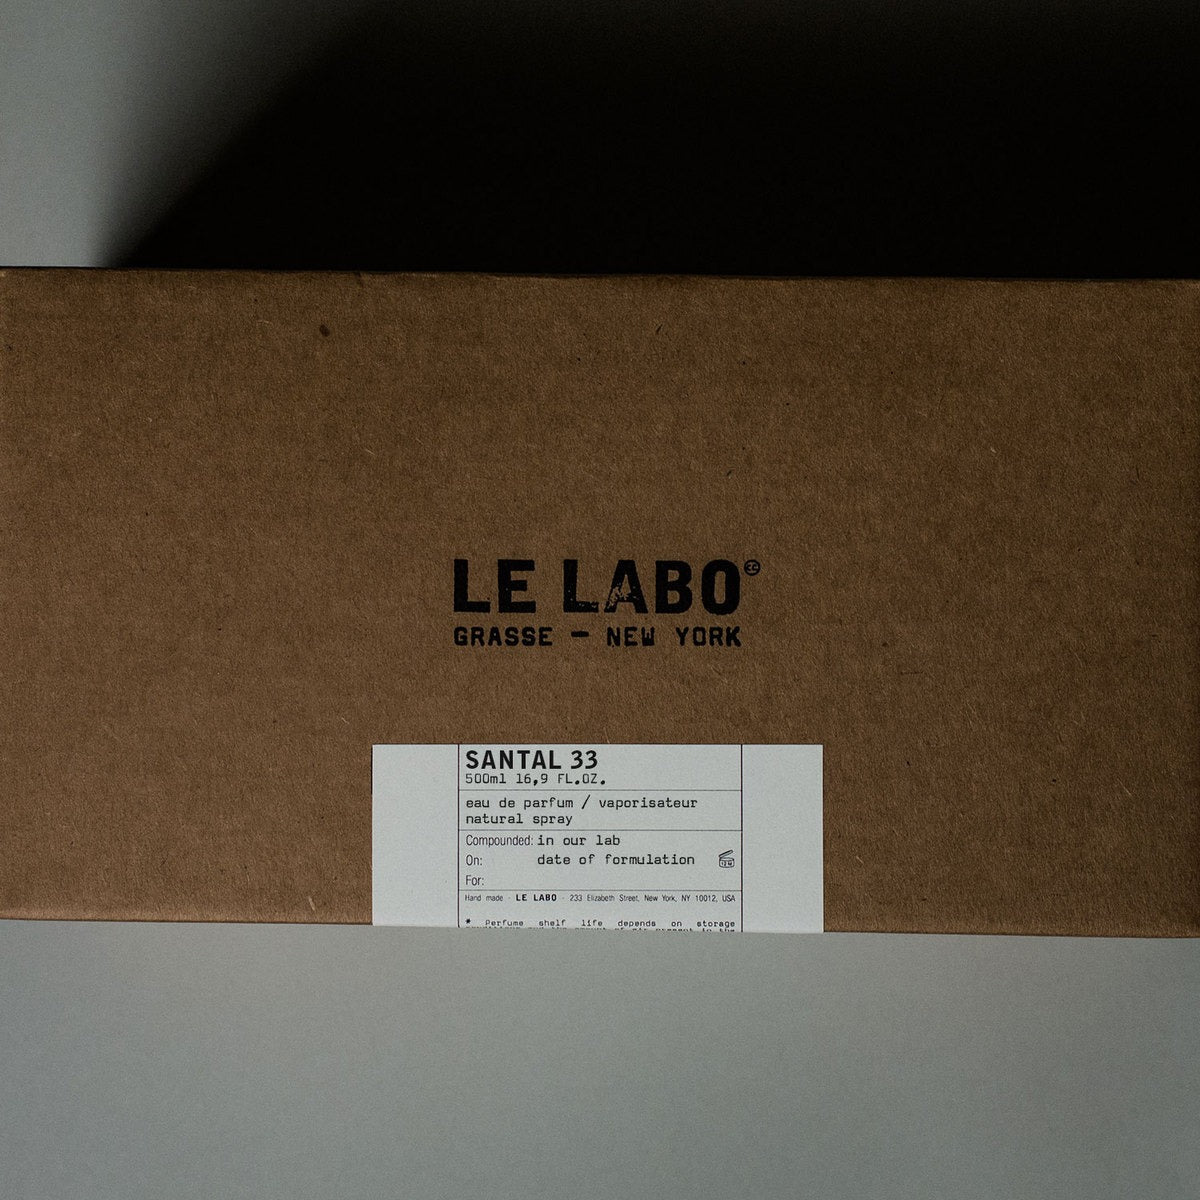 LE LABO
GRASSE – NEW YORK
SANTAL 33
500ml 16,9 FL.OZ.
eau de parfum / vaporisateur
natural spray
Compounded: in our lab
On: date of formulation
For:
Hand made - LE LABO - 233 Elizabeth Street, New York, NY 10012, USA
* Perfume shelf life depends on storage